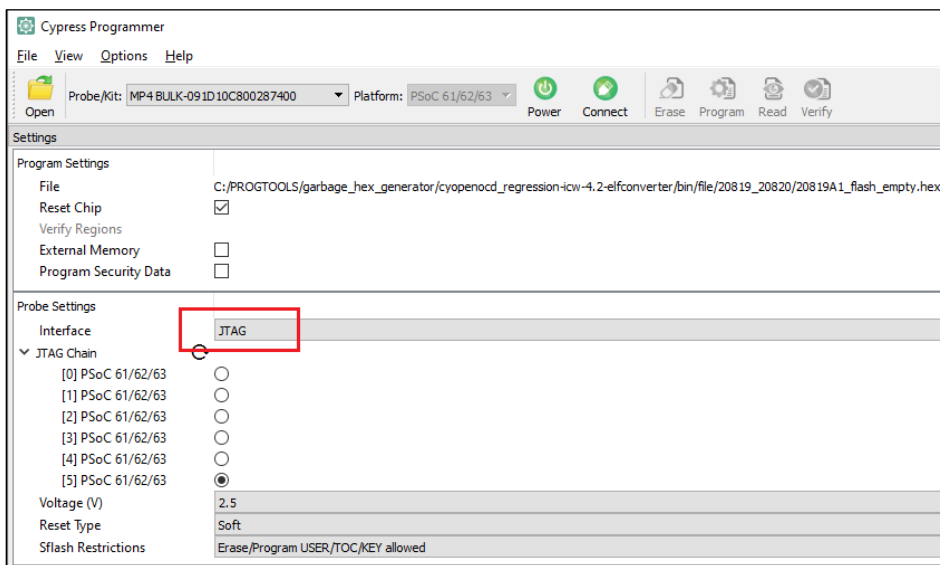 Cypress Programmer
File View Options Help
Open Probe/Kit: MP4 BULK-091D10C800287400 Platform: PSoC 61/62/63 Power Connect Erase Program Read Verify
Settings
Program Settings
File C:/PROGTOOLS/garbage_hex_generator/cyopenocd_regression-icw-4.2-elfconverter/bin/file/20819_20820/20819A1_flash_empty.hex
Reset Chip
Verify Regions
External Memory
Program Security Data
Probe Settings
Interface JTAG
JTAG Chain
[0] PSoC 61/62/63
[1] PSoC 61/62/63
[2] PSoC 61/62/63
[3] PSoC 61/62/63
[4] PSoC 61/62/63
[5] PSoC 61/62/63
Voltage (V) 2.5
Reset Type Soft
Sflash Restrictions Erase/Program USER/TOC/KEY allowed